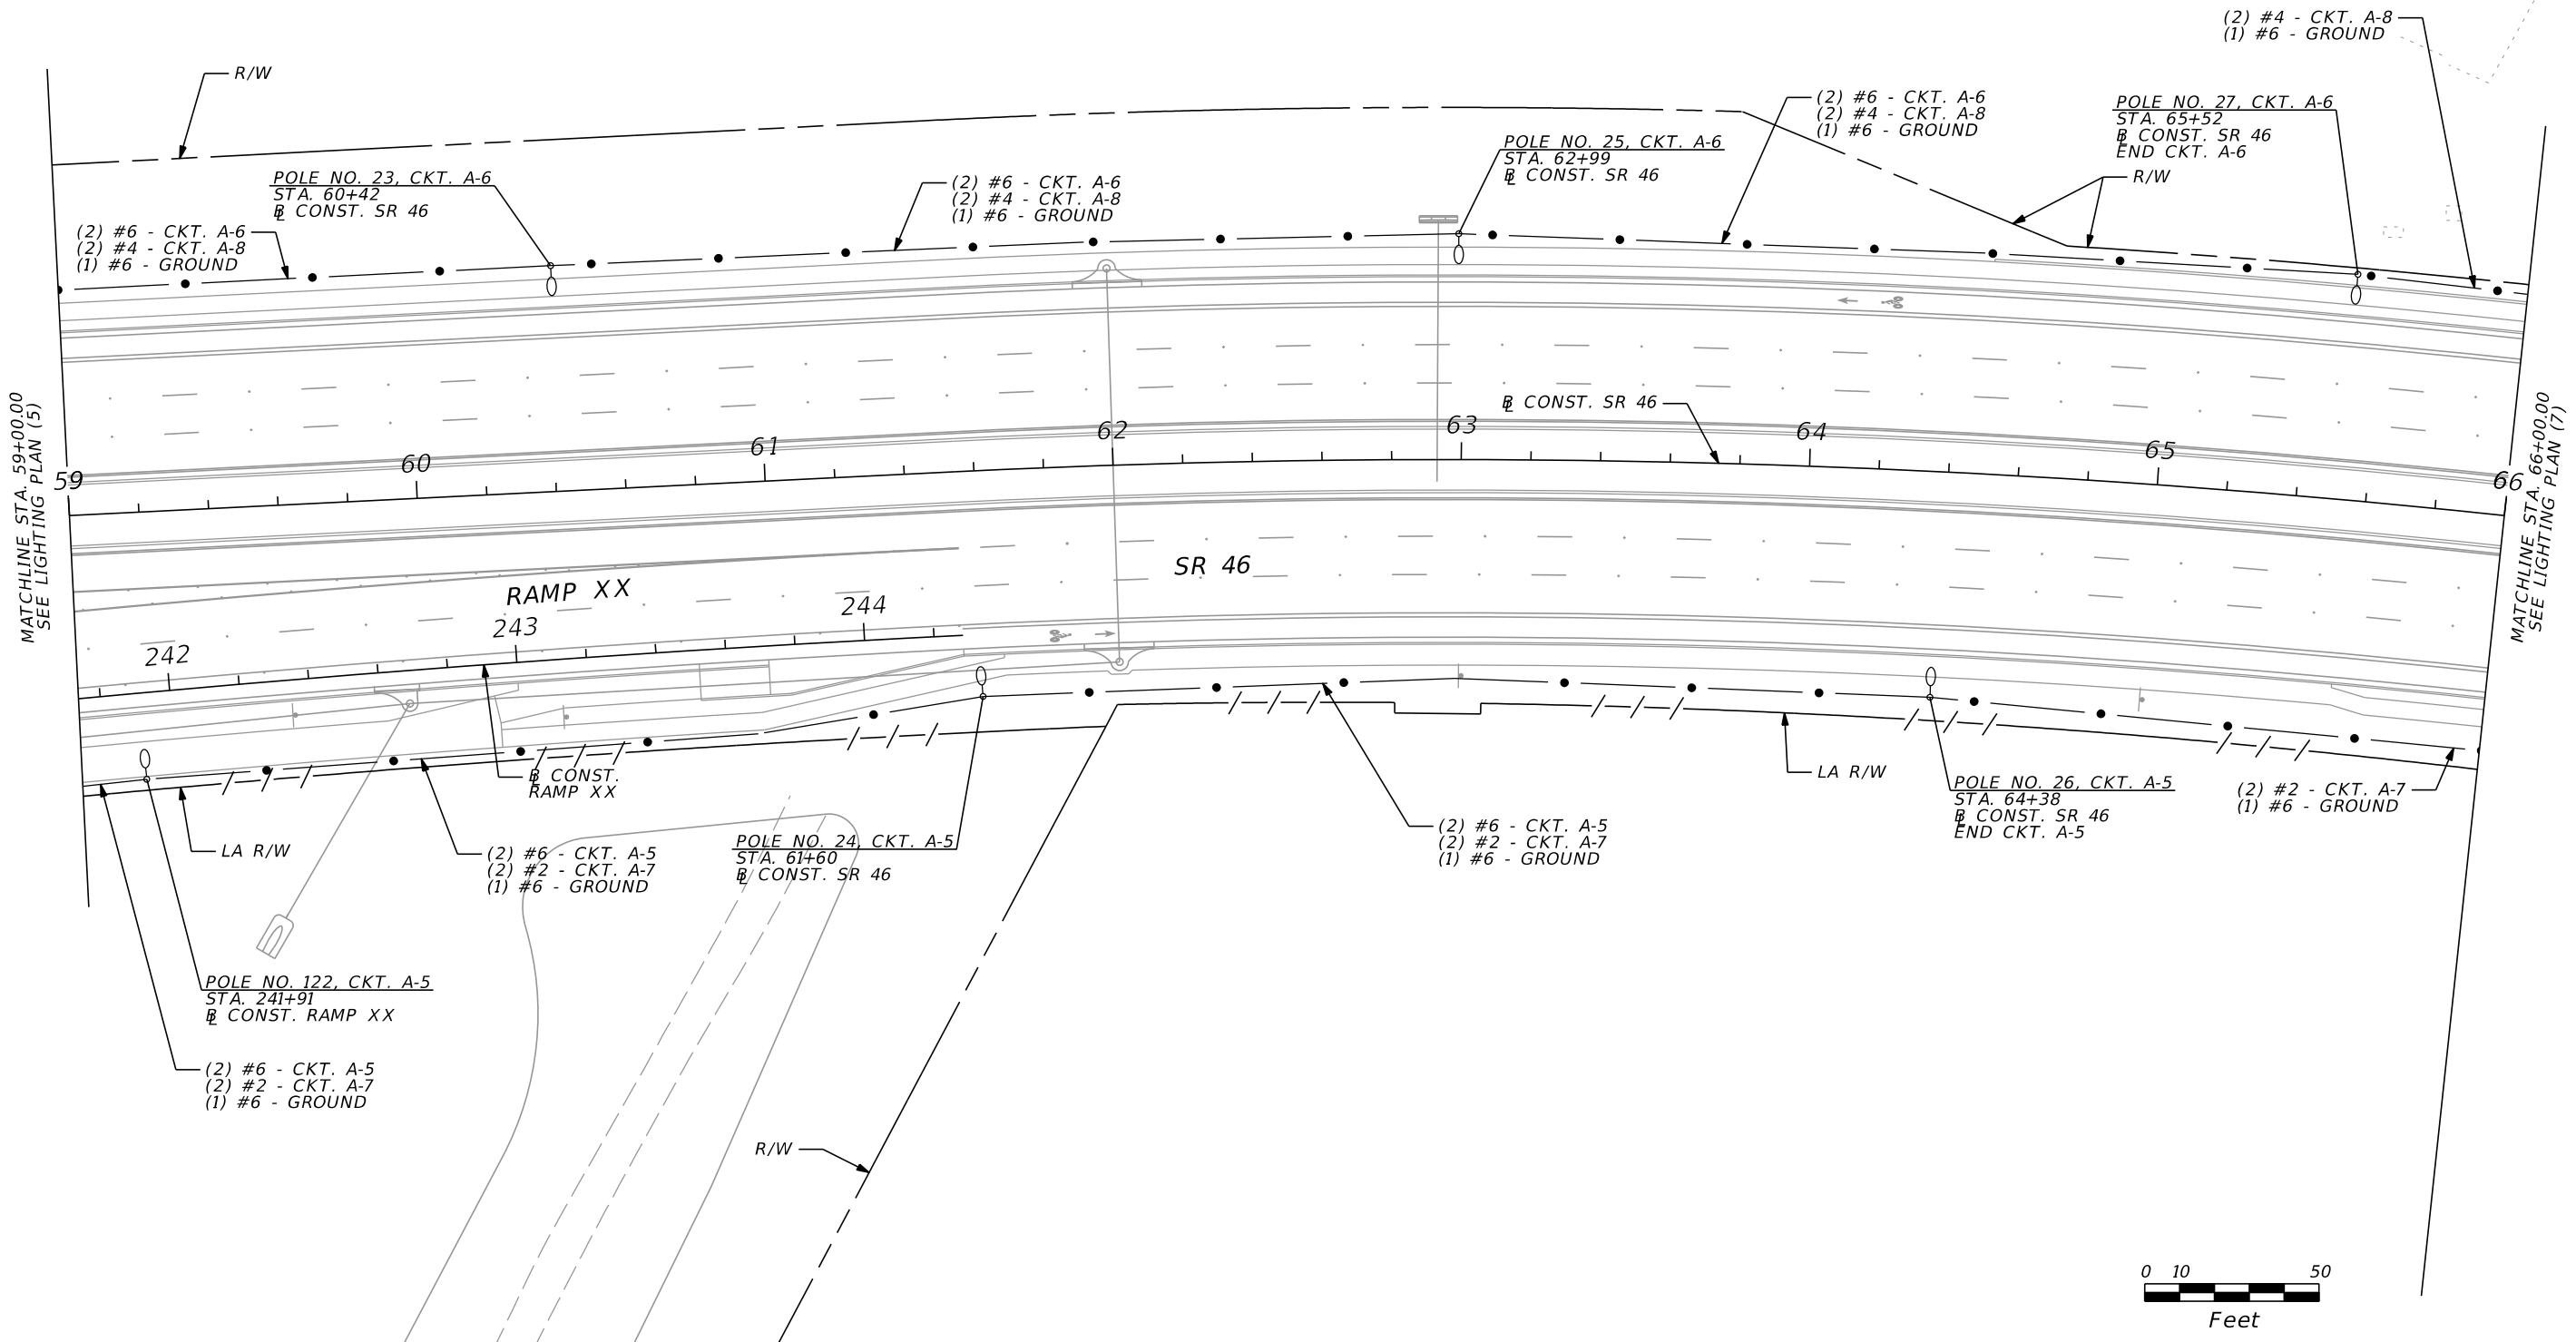 (2) #4 - CKT. A-8
(1) #6 - GROUND
R/W
(2) #6 - CKT. A-6
(2) #4 - CKT. A-8
(1) #6 - GROUND
POLE NO. 27, CKT. A-6
STA. 65+52
BL CONST. SR 46
END CKT. A-6
POLE NO. 25, CKT. A-6
STA. 62+99
BL CONST. SR 46
R/W
POLE NO. 23, CKT. A-6
STA. 60+42
BL CONST. SR 46
(2) #6 - CKT. A-6
(2) #4 - CKT. A-8
(1) #6 - GROUND
(2) #6 - CKT. A-6
(2) #4 - CKT. A-8
(1) #6 - GROUND
MATCHLINE STA. 59+00.00
SEE LIGHTING PLAN (5)
BL CONST. SR 46
59
60
61
62
63
64
65
66
MATCHLINE STA. 66+00.00
SEE LIGHTING PLAN (7)
SR 46
RAMP XX
242
243
244
BL CONST.
RAMP XX
LA R/W
POLE NO. 26, CKT. A-5
STA. 64+38
BL CONST. SR 46
END CKT. A-5
(2) #2 - CKT. A-7
(1) #6 - GROUND
LA R/W
(2) #6 - CKT. A-5
(2) #2 - CKT. A-7
(1) #6 - GROUND
POLE NO. 24, CKT. A-5
STA. 61+60
BL CONST. SR 46
(2) #6 - CKT. A-5
(2) #2 - CKT. A-7
(1) #6 - GROUND
POLE NO. 122, CKT. A-5
STA. 241+91
BL CONST. RAMP XX
(2) #6 - CKT. A-5
(2) #2 - CKT. A-7
(1) #6 - GROUND
R/W
0 10 50
Feet